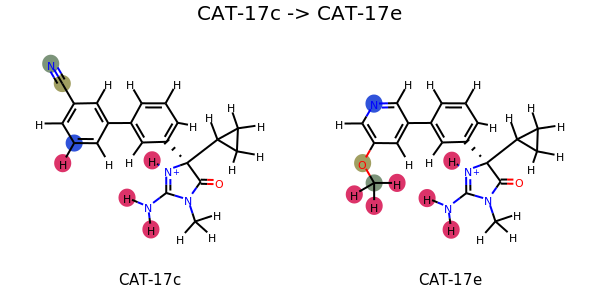 CAT-17c -> CAT-17e
N
H H H H H H
H H
N
H H H H H H
H H
H H H H H O H H
H H
N+ O H N+ O
H H H H
N N H N N
H H H H
H H H H
CAT-17c CAT-17e